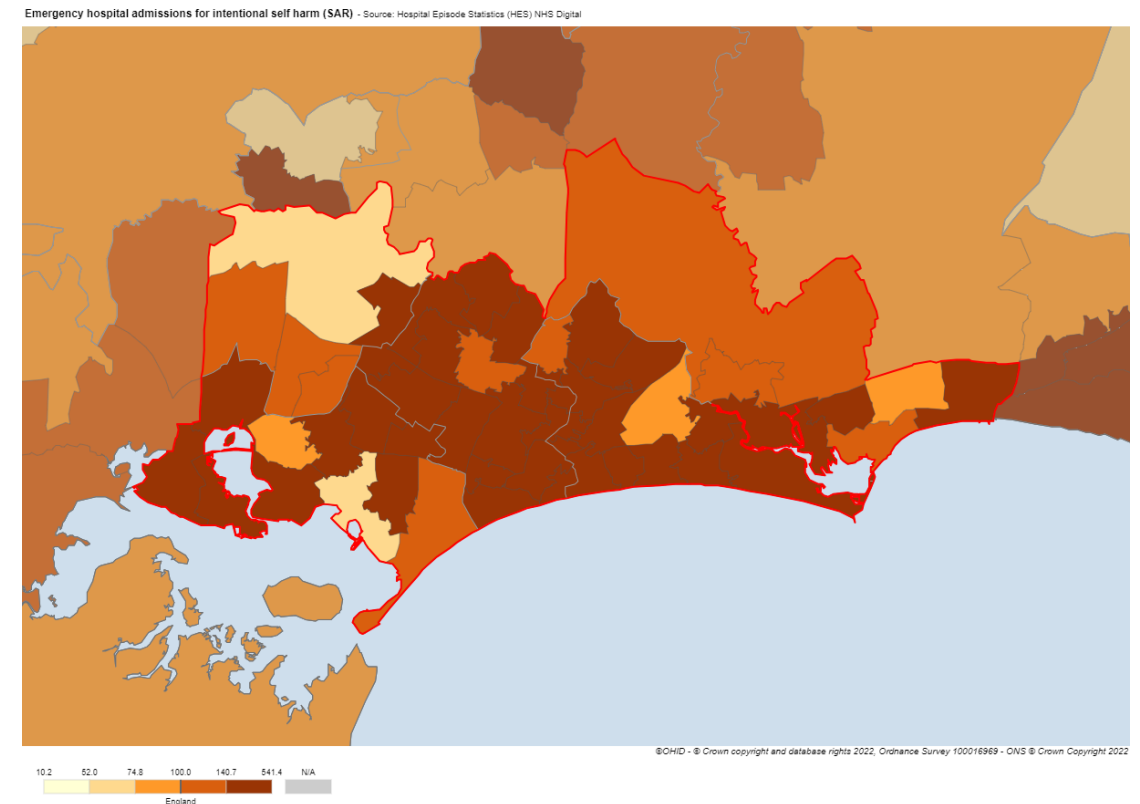 Emergency hospital admissions for intentional self harm (SAR) - Source: Hospital Episode Statistics (HES) NHS Digital
©OHID - © Crown copyright and database rights 2022, Ordnance Survey 100016969 - ONS © Crown Copyright 2022
10.2 52.0 74.8 100.0 140.7 541.4 N/A
England